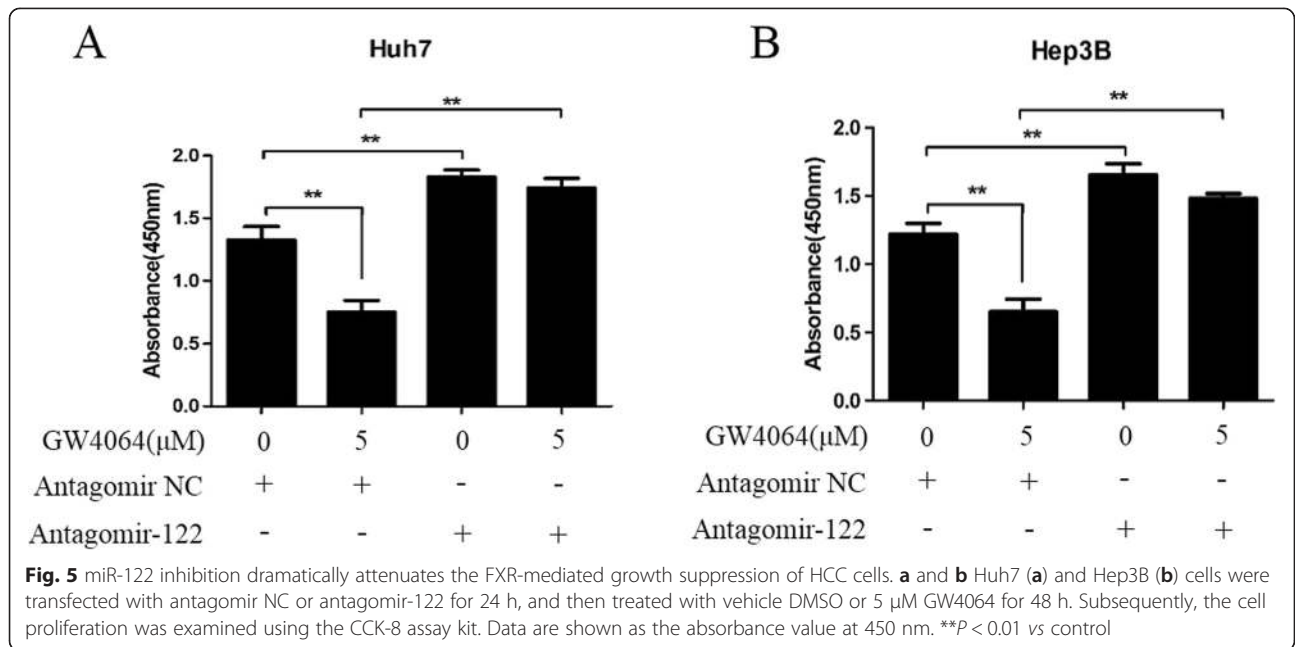 A
Huh7
**
**
**
Absorbance(450nm)
2.0
1.5
1.0
0.5
0.0
GW4064(μM) 0 5 0 5
Antagomir NC + + - -
Antagomir-122 - - + +
B
Hep3B
**
**
**
Absorbance(450nm)
2.0
1.5
1.0
0.5
0.0
GW4064(μM) 0 5 0 5
Antagomir NC + + - -
Antagomir-122 - - + +
Fig. 5 miR-122 inhibition dramatically attenuates the FXR-mediated growth suppression of HCC cells. a and b Huh7 (a) and Hep3B (b) cells were
transfected with antagomir NC or antagomir-122 for 24 h, and then treated with vehicle DMSO or 5 μM GW4064 for 48 h. Subsequently, the cell
proliferation was examined using the CCK-8 assay kit. Data are shown as the absorbance value at 450 nm. **P < 0.01 vs control